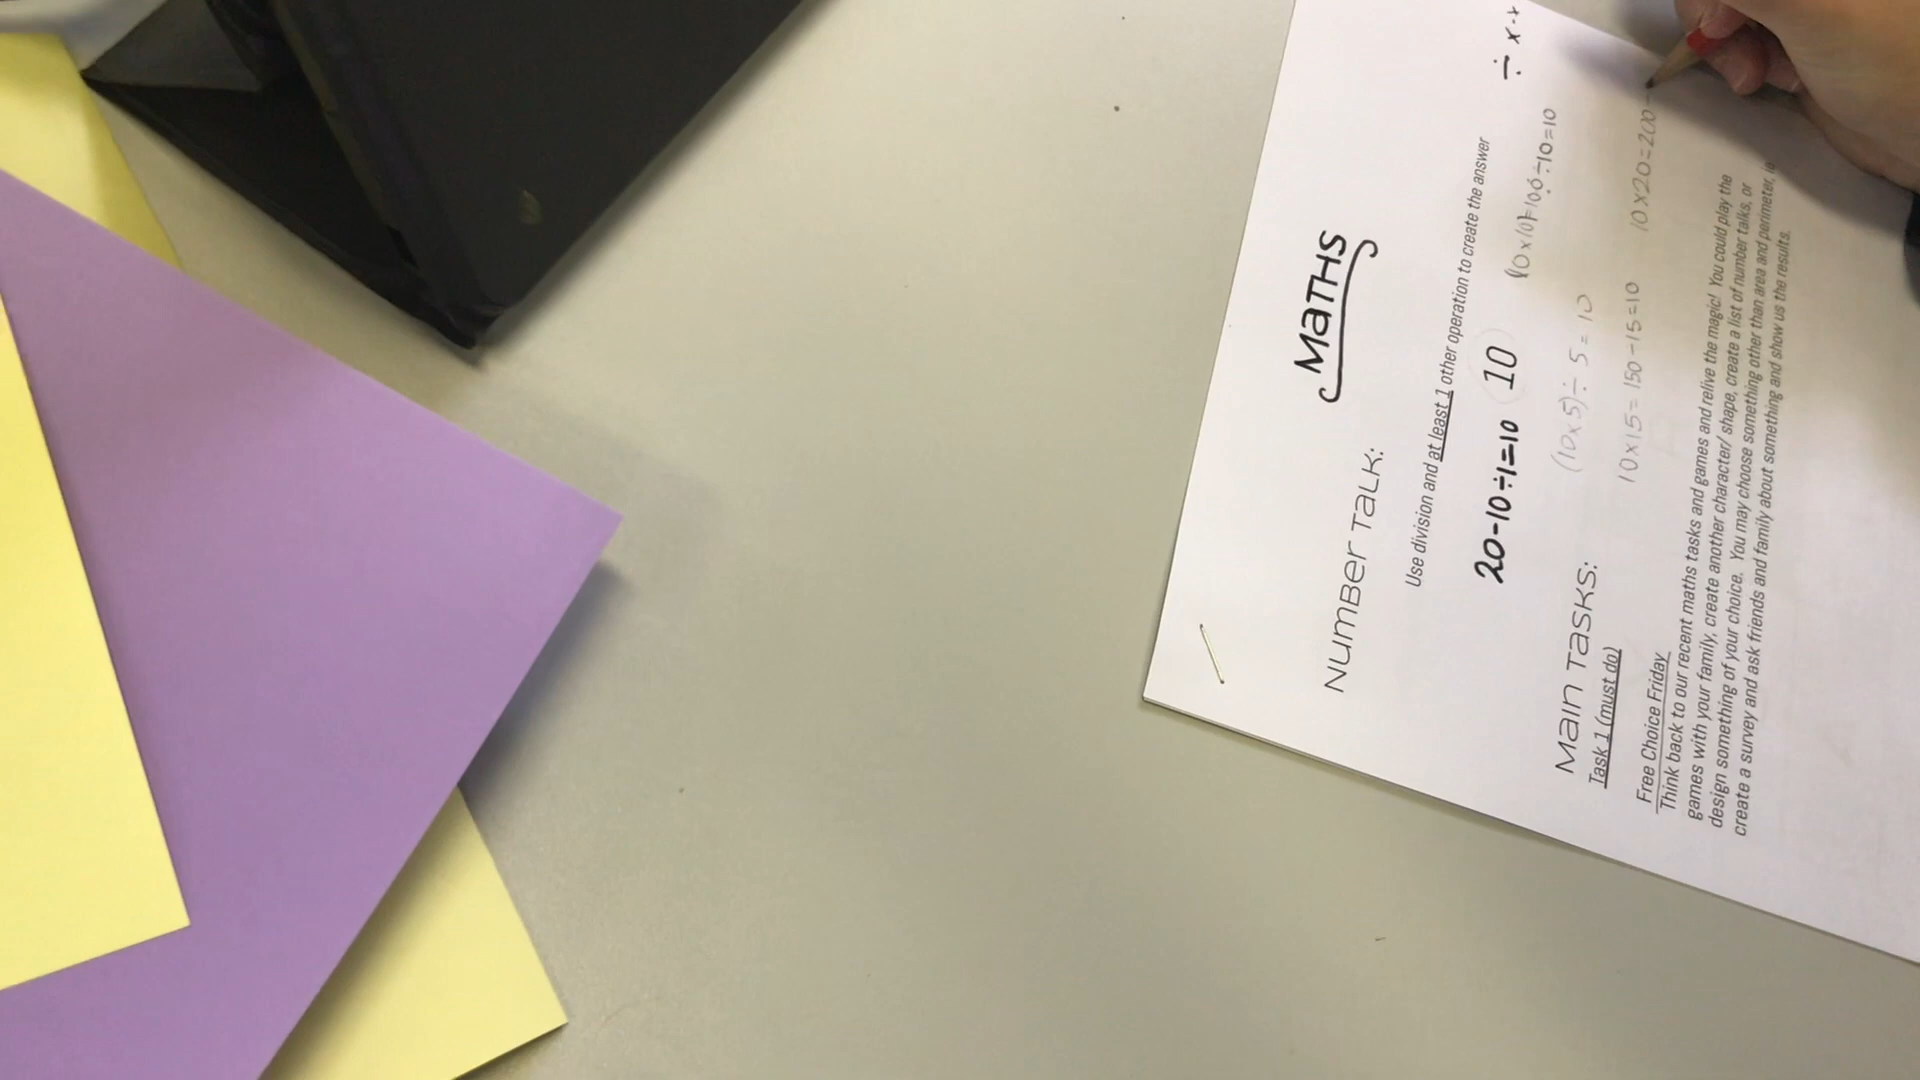 MATHS
NUMBER TALK:
Use division and at least 1 other operation to create the answer
20-10÷1=10
10
÷ x
(10x5)÷ 5=10
10x15= 150-15=10
10x20=200-
Main Tasks:
Task 1 (must do)
Free Choice Friday
Think back to our recent maths tasks and games and relive the magic! You could play the
games with your family, create another character/ shape, create a list of number talks, or
design something of your choice. You may choose something other than area and perimeter,
create a survey and ask friends and family about something and show us the results.